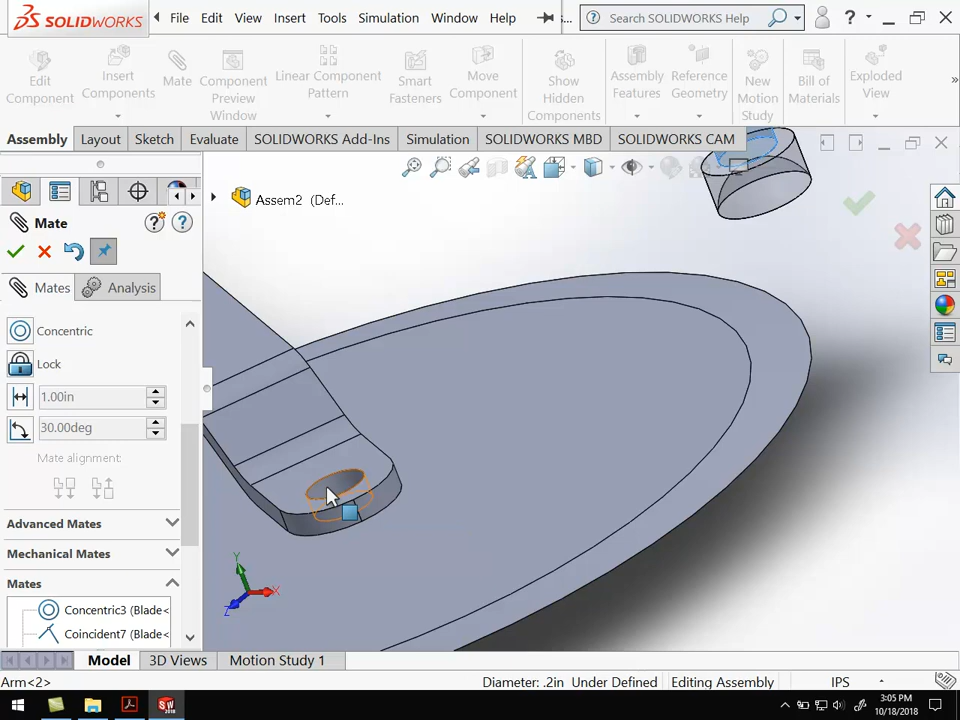 SOLIDWORKS File Edit View Insert Tools Simulation Window Help s... Search SOLIDWORKS Help ?
Edit Component
Insert Components
Mate
Component Preview Window
Linear Component Pattern
Smart Fasteners
Move Component
Show Hidden Components
Assembly Features
Reference Geometry
New Motion Study
Bill of Materials
Exploded View
»
Assembly Layout Sketch Evaluate SOLIDWORKS Add-Ins Simulation SOLIDWORKS MBD SOLIDWORKS CAM
Assem2 (Def...
Mate ? ?
Mates Analysis
Concentric
Lock
1.00in
30.00deg
Mate alignment:
Advanced Mates
Mechanical Mates
Mates
Concentric3 (Blade<
Coincident7 (Blade<
Y
X
Z
Model 3D Views Motion Study 1
Arm<2> Diameter: .2in Under Defined Editing Assembly IPS
SW
2018
3:05 PM
10/18/2018